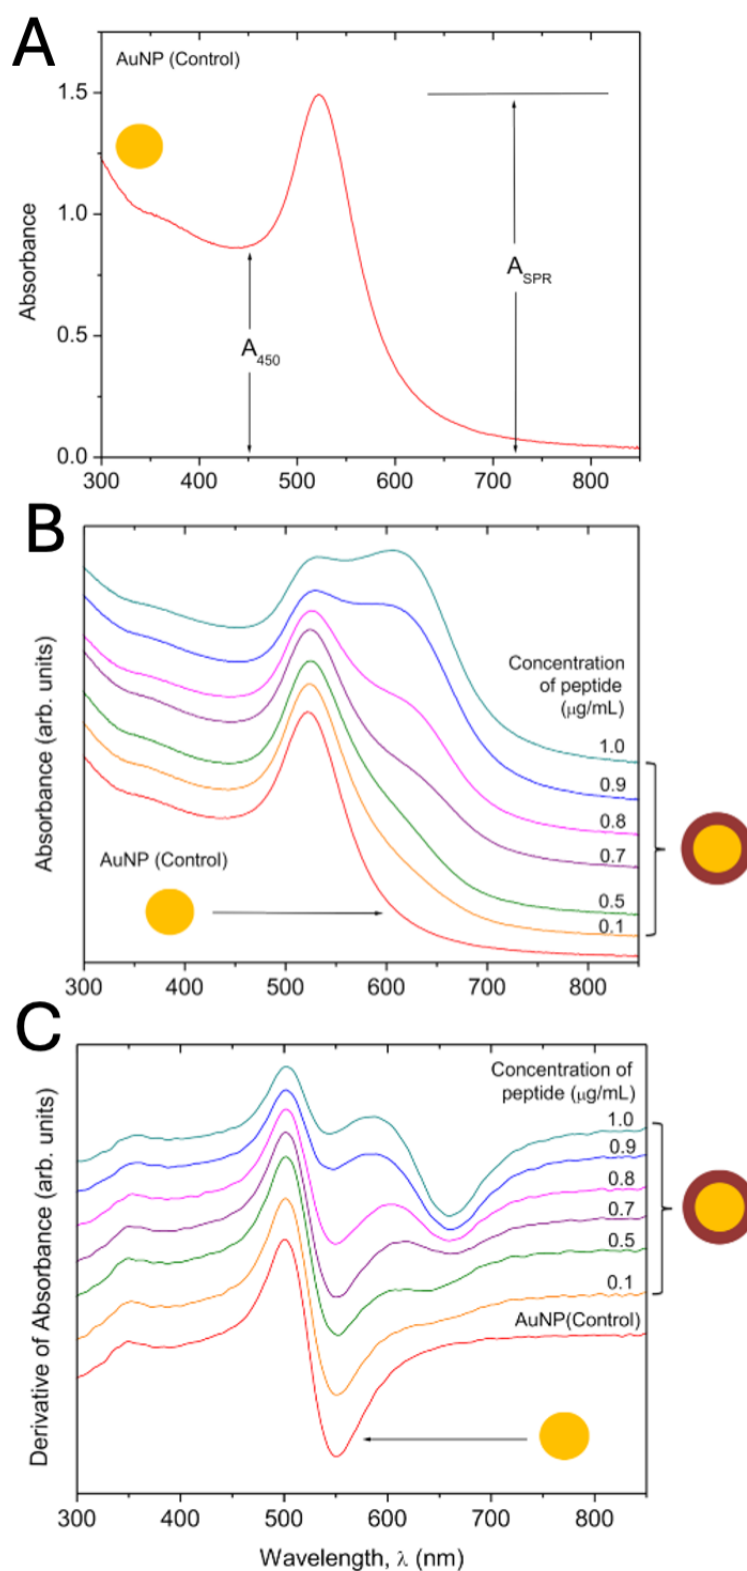 A
AuNP (Control)
1.5
1.0
0.5
0.0
Absorbance
A450
ASPR
300 400 500 600 700 800
B
Absorbance (arb. units)
Concentration
of peptide
(μg/mL)
1.0
0.9
0.8
0.7
0.5
0.1
AuNP (Control)
300 400 500 600 700 800
C
Derivative of Absorbance (arb. units)
Concentration of
peptide (μg/mL)
1.0
0.9
0.8
0.7
0.5
0.1
AuNP(Control)
300 400 500 600 700 800
Wavelength, λ (nm)